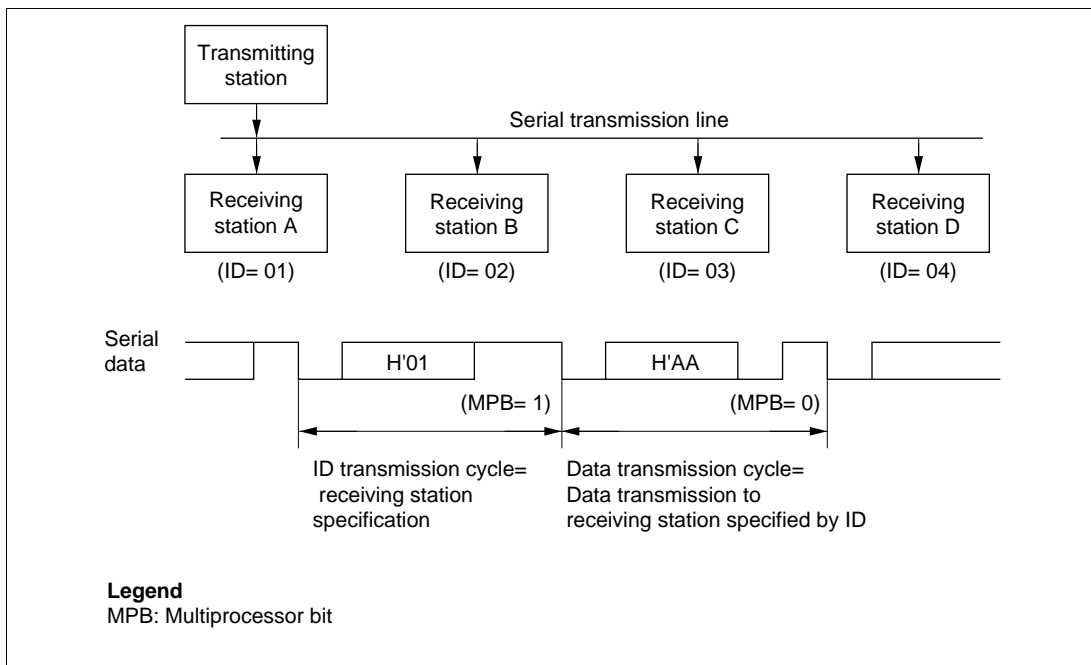 Transmitting
station
Serial transmission line
Receiving
station A
Receiving
station B
Receiving
station C
Receiving
station D
(ID= 01)
(ID= 02)
(ID= 03)
(ID= 04)
Serial
data
H'01
H'AA
(MPB= 1)
(MPB= 0)
ID transmission cycle=
receiving station
specification
Data transmission cycle=
Data transmission to
receiving station specified by ID
Legend
MPB: Multiprocessor bit